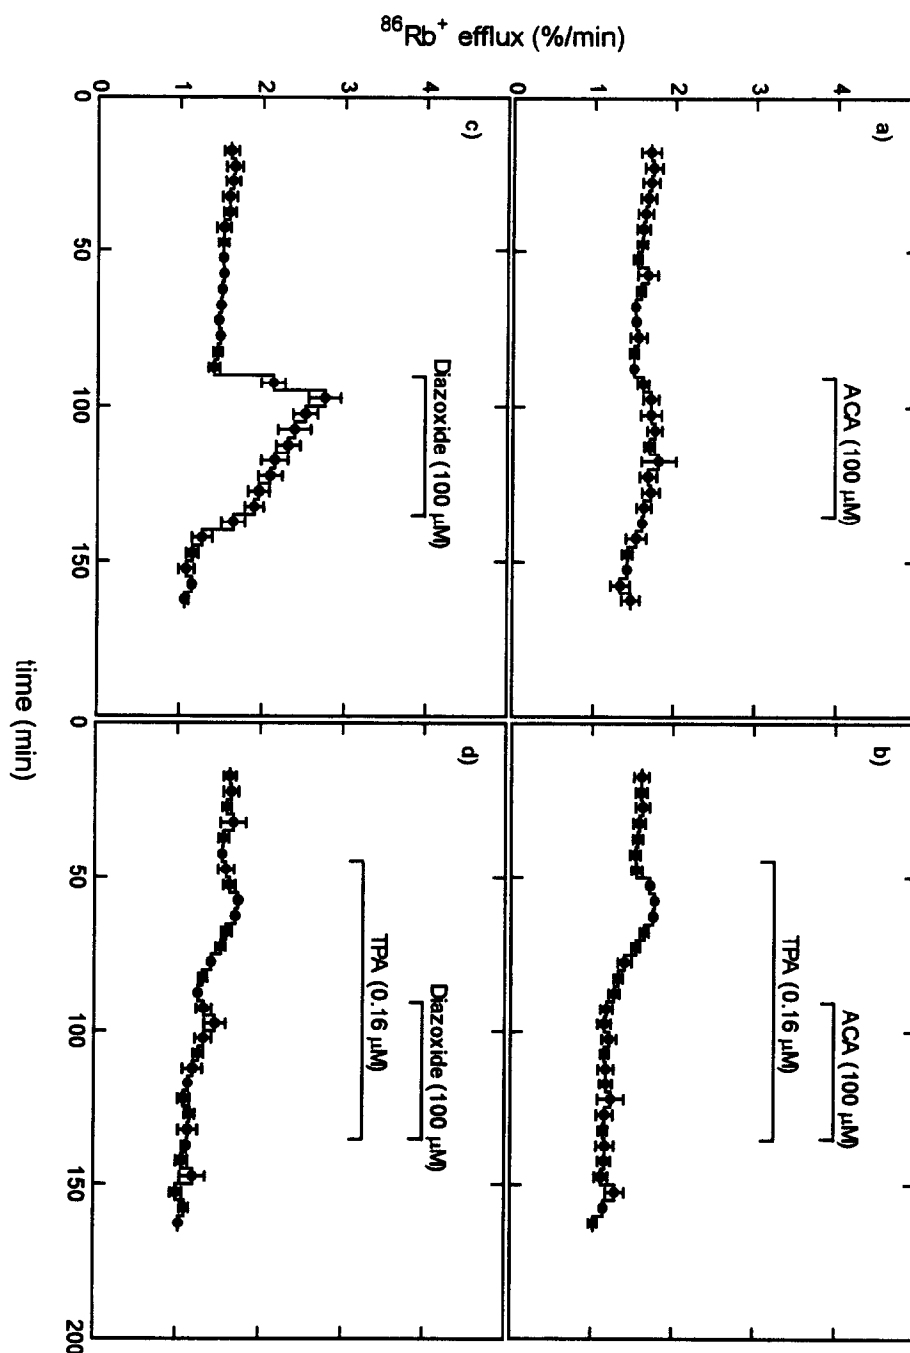 ⁸⁶Rb⁺ efflux (%/min)
4
3
2
1
0
a)
ACA (100 μM)
b)
ACA (100 μM)
TPA (0.16 μM)
4
3
2
1
c)
Diazoxide (100 μM)
d)
Diazoxide (100 μM)
TPA (0.16 μM)
0
50
100
150
0
50
100
150
200
time (min)